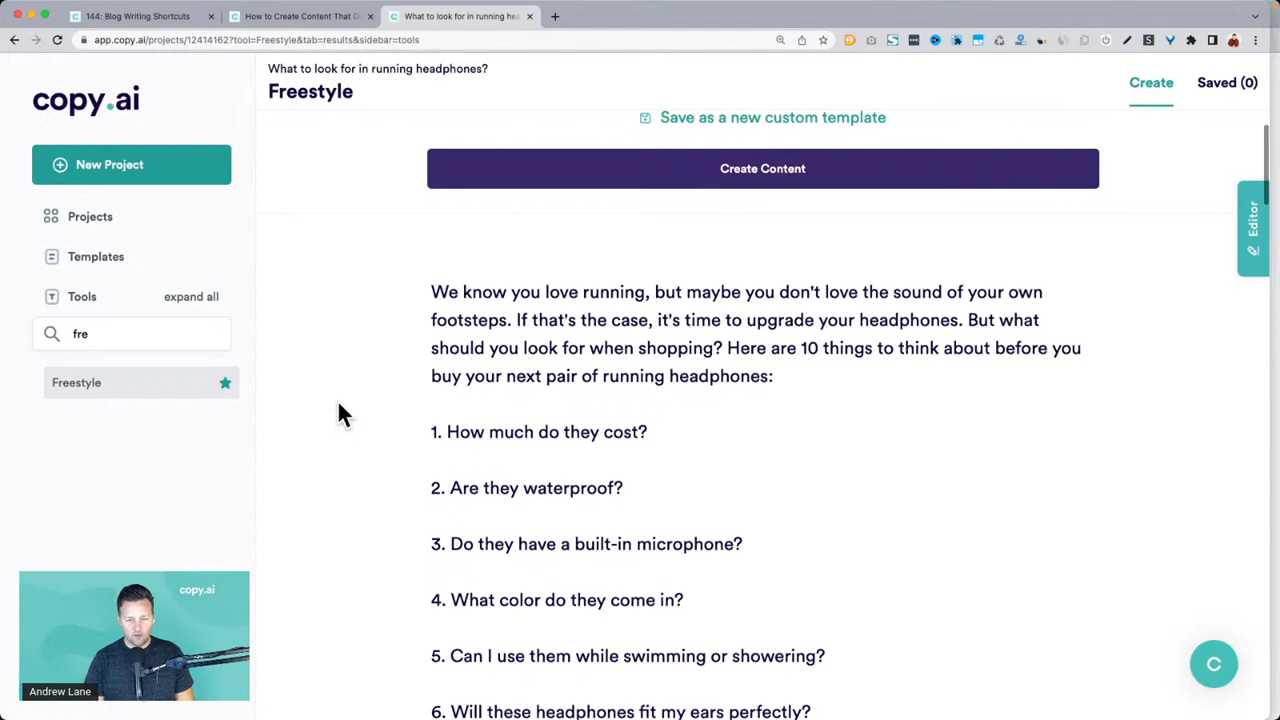 144: Blog Writing Shortcuts
How to Create Content That G
What to look for in running hea
app.copy.ai/projects/12414162?tool=Freestyle&tab=results&sidebar=tools
copy.ai
New Project
Projects
Templates
Tools
expand all
fre
Freestyle
What to look for in running headphones?
Freestyle
Create
Saved (0)
Save as a new custom template
Create Content
Editor
We know you love running, but maybe you don't love the sound of your own
footsteps. If that's the case, it's time to upgrade your headphones. But what
should you look for when shopping? Here are 10 things to think about before you
buy your next pair of running headphones:
1. How much do they cost?
2. Are they waterproof?
3. Do they have a built-in microphone?
4. What color do they come in?
5. Can I use them while swimming or showering?
6. Will these headphones fit my ears perfectly?
copy.ai
Andrew Lane
C